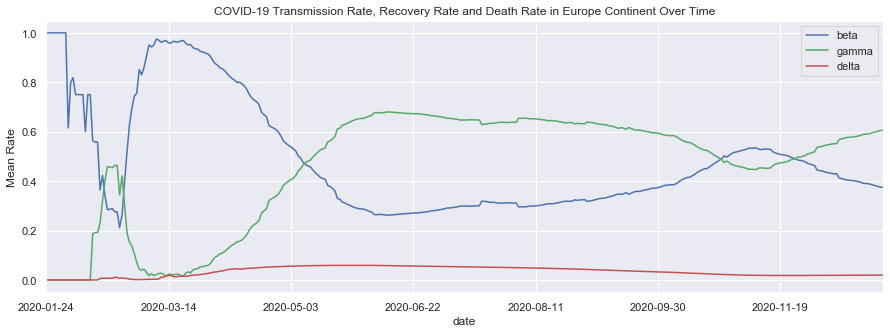 COVID-19 Transmission Rate, Recovery Rate and Death Rate in Europe Continent Over Time
beta
gamma
delta
Mean Rate
1.0
0.8
0.6
0.4
0.2
0.0
2020-01-24 2020-03-14 2020-05-03 2020-06-22 2020-08-11 2020-09-30 2020-11-19
date